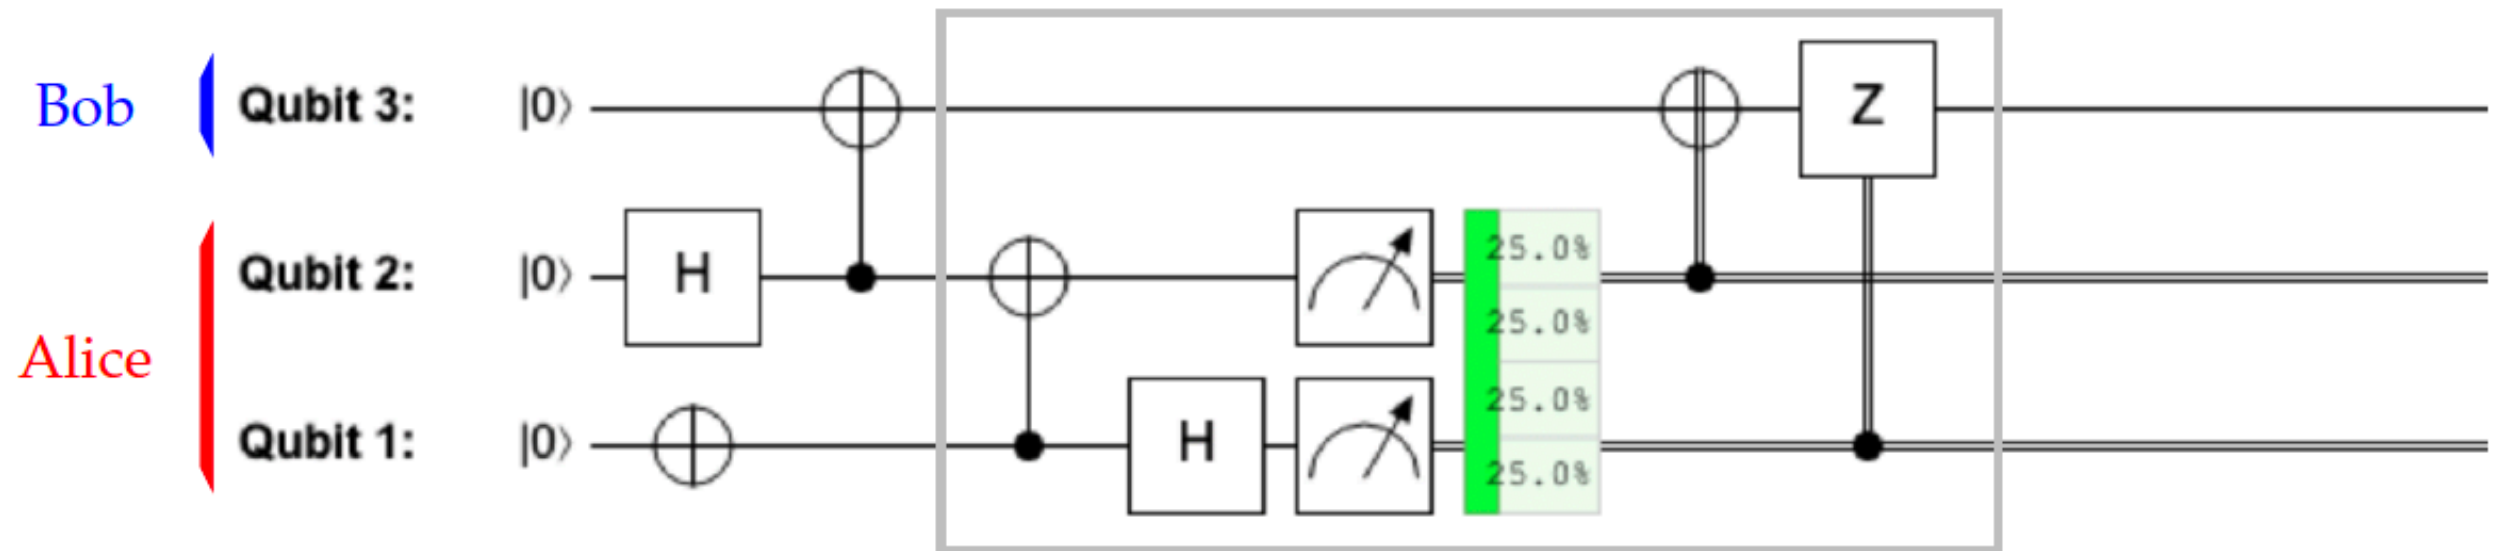 Bob Qubit 3: |0⟩ Z
25.0%
Qubit 2: |0⟩ H
25.0%
Alice
25.0%
Qubit 1: |0⟩ H
25.0%